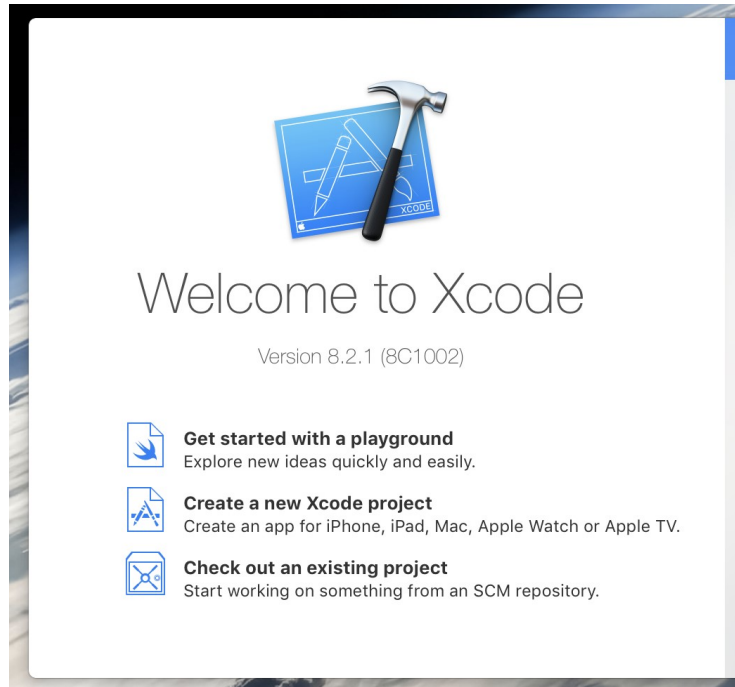 XCODE
Welcome to Xcode
Version 8.2.1 (8C1002)
Get started with a playground
Explore new ideas quickly and easily.
Create a new Xcode project
Create an app for iPhone, iPad, Mac, Apple Watch or Apple TV.
Check out an existing project
Start working on something from an SCM repository.